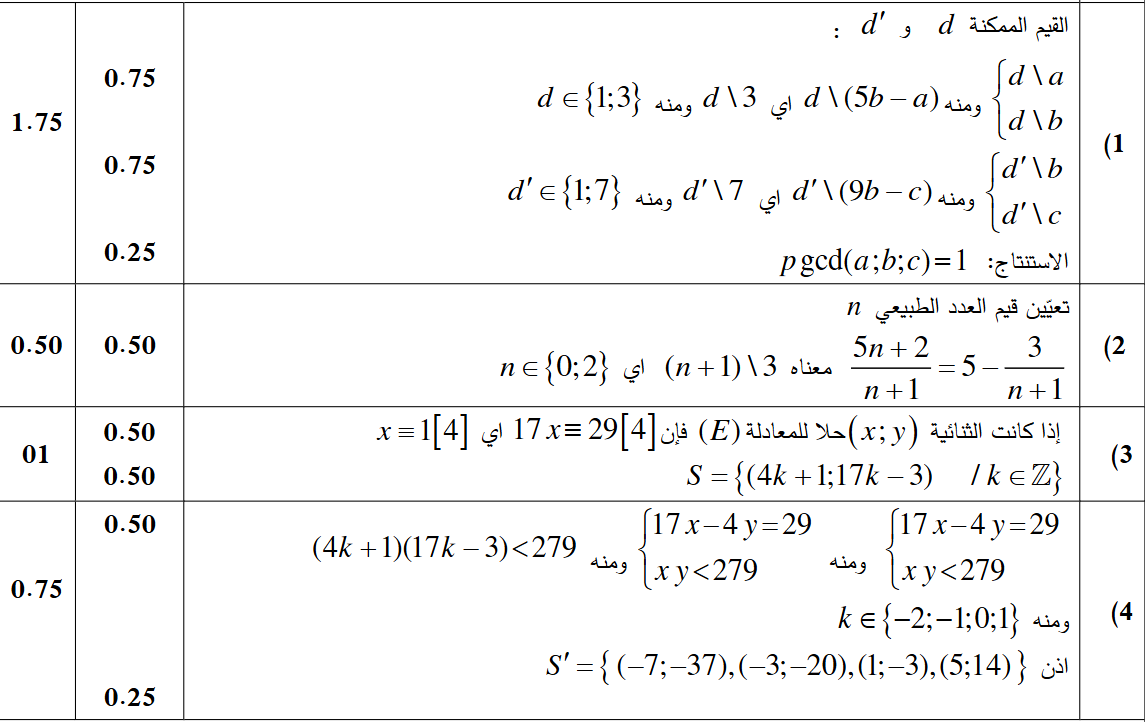 1) القيم الممكنة d و d′ :
{d \ a ; d \ b ومنه d \ (5b − a) اي d \ 3 ومنه d ∈ {1;3} 0.75
1.75
{d′ \ b ; d′ \ c ومنه d′ \ (9b − c) اي d′ \ 7 ومنه d′ ∈ {1;7} 0.75
الاستنتاج: pgcd(a;b;c)=1 0.25
2) تعيّين قيم العدد الطبيعي n
(5n + 2)/(n + 1) = 5 − 3/(n + 1) معناه (n + 1) \ 3 اي n ∈ {0;2} 0.50 0.50
3) إذا كانت الثنائية (x; y) حلا للمعادلة (E) فإن 17x ≡ 29[4] اي x ≡ 1[4] 0.50
01
S = {(4k + 1;17k − 3) / k ∈ ℤ} 0.50
4) {17x − 4y = 29 ; xy < 279 ومنه {17x − 4y = 29 ; xy < 279 ومنه (4k + 1)(17k − 3) < 279 0.50
0.75
ومنه k ∈ {−2;−1;0;1}
اذن S′ = { (−7;−37),(−3;−20),(1;−3),(5;14) } 0.25